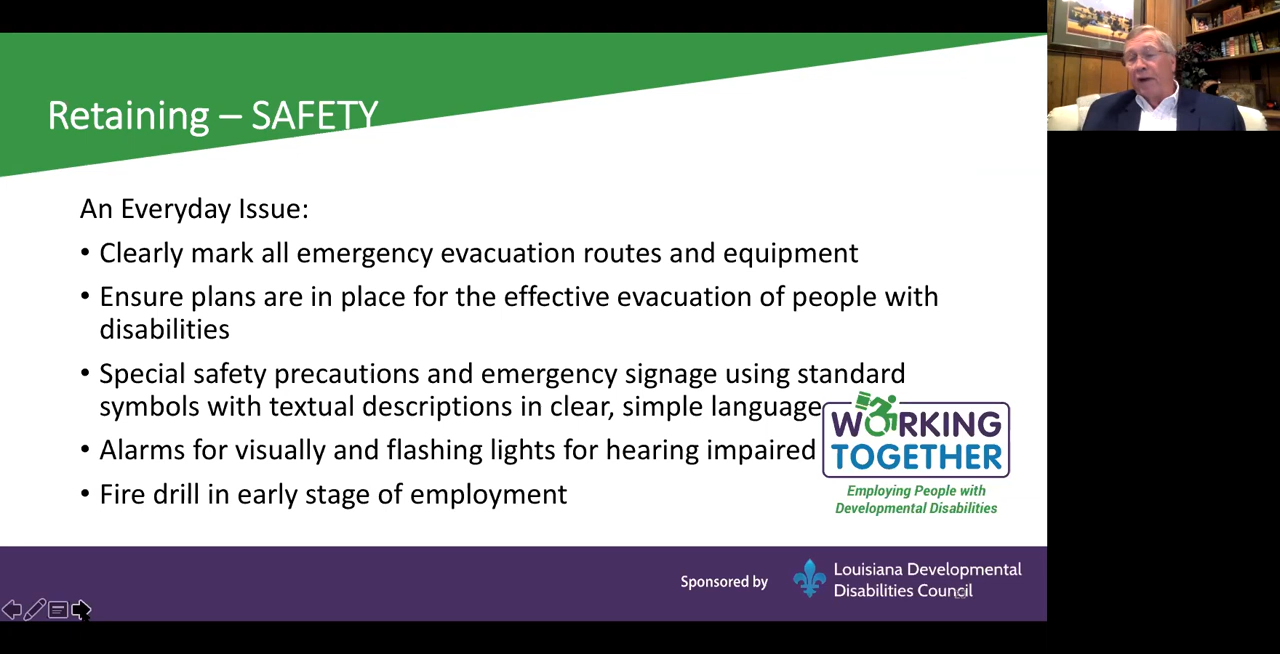 Retaining – SAFETY
An Everyday Issue:
• Clearly mark all emergency evacuation routes and equipment
• Ensure plans are in place for the effective evacuation of people with
disabilities
• Special safety precautions and emergency signage using standard
symbols with textual descriptions in clear, simple language
• Alarms for visually and flashing lights for hearing impaired
• Fire drill in early stage of employment
WORKING
TOGETHER
Employing People with
Developmental Disabilities
Sponsored by
Louisiana Developmental
Disabilities Council